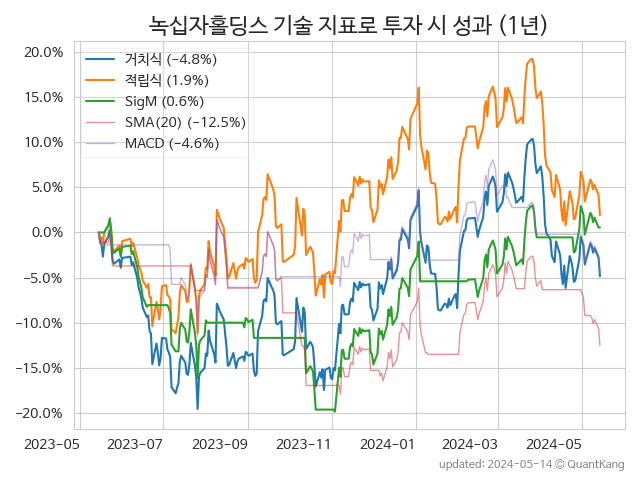 녹십자홀딩스 기술 지표로 투자 시 성과 (1년)
20.0%
15.0%
10.0%
5.0%
0.0%
−5.0%
−10.0%
−15.0%
−20.0%
거치식 (−4.8%)
적립식 (1.9%)
SigM (0.6%)
SMA(20) (−12.5%)
MACD (−4.6%)
2023-05 2023-07 2023-09 2023-11 2024-01 2024-03 2024-05
updated: 2024-05-14 © QuantKang